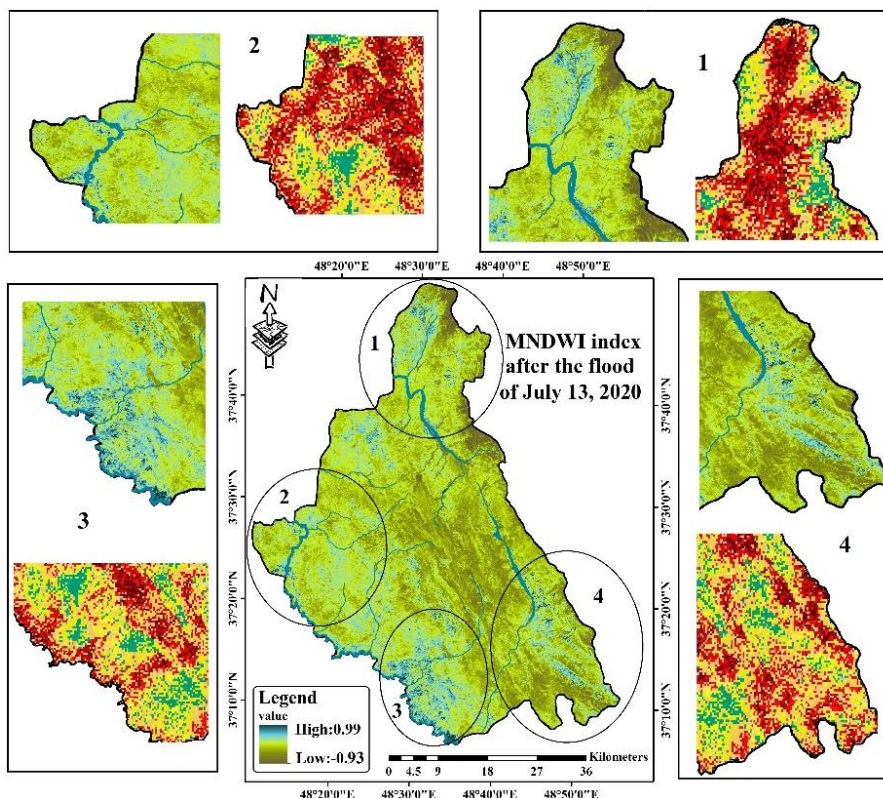 2
1
48°20'0"E 48°30'0"E 48°40'0"E 48°50'0"E
N
1
MNDWI index
after the flood
of July 13, 2020
37°40'0"N
37°30'0"N
37°20'0"N
37°10'0"N
2
3
4
3
4
37°40'0"N
37°30'0"N
37°20'0"N
37°10'0"N
Legend
value
High:0.99
Low:-0.93
Kilometers
0 4.5 9 18 27 36
48°20'0"E 48°30'0"E 48°40'0"E 48°50'0"E